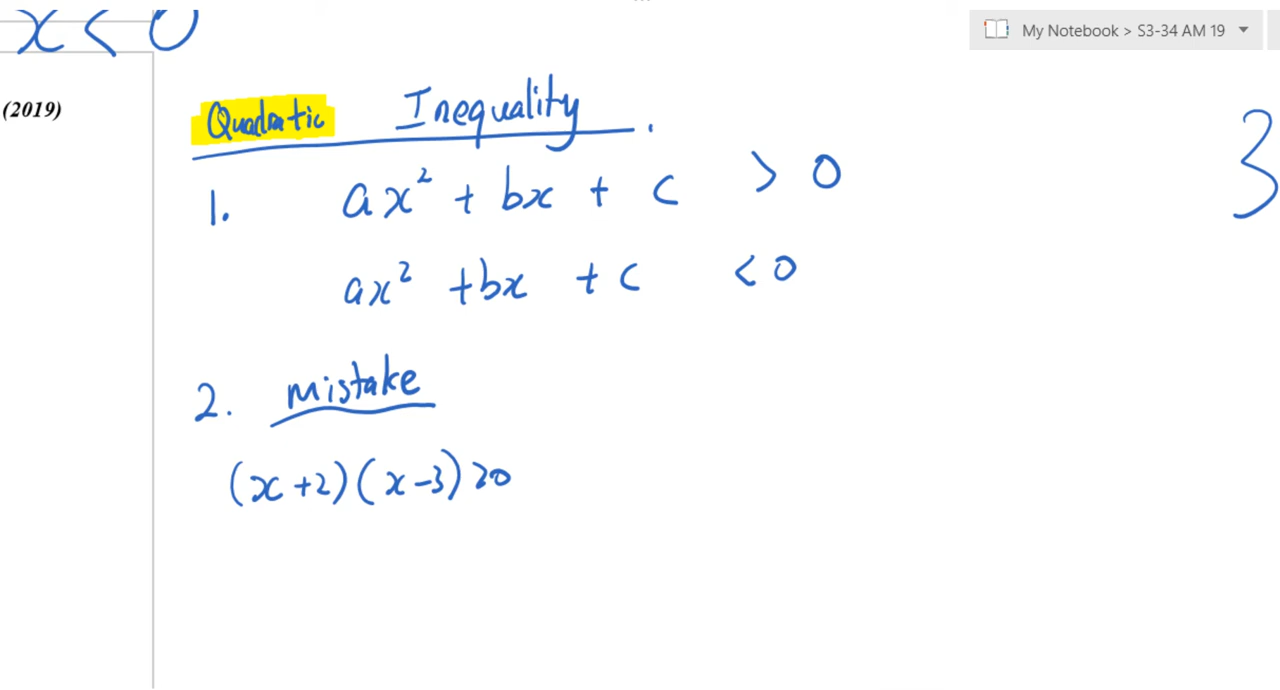 x < 0
My Notebook > S3-34 AM 19
(2019)
Quadratic Inequality.
3
1. ax² + bx + c > 0
ax² + bx + c < 0
2. mistake
(x+2)(x-3)>0